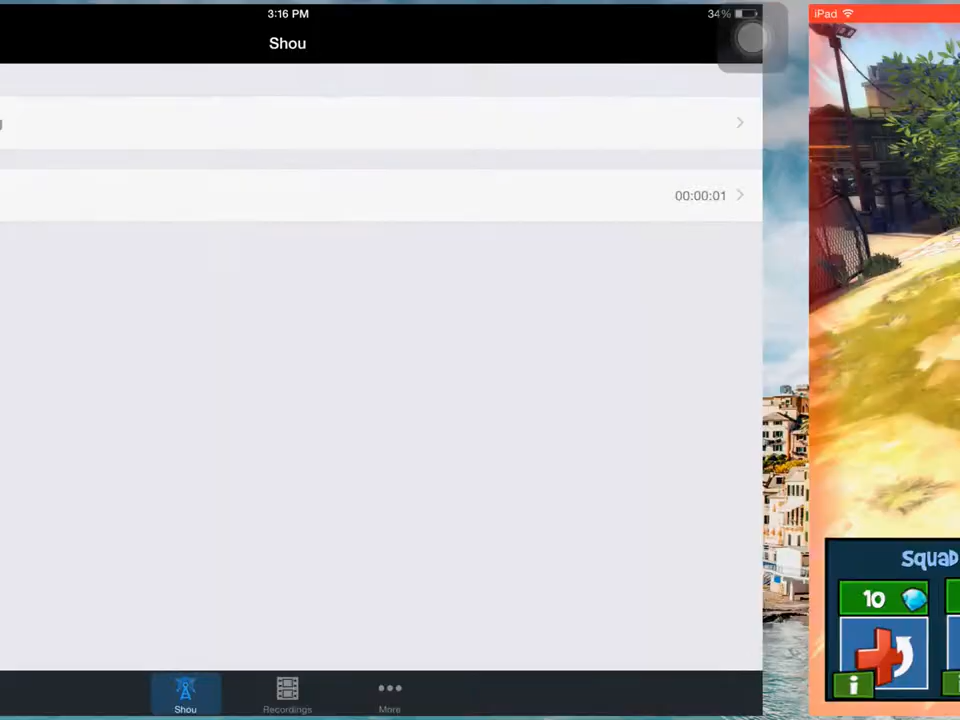 3:16 PM
34%
iPad
Shou
00:00:01
Squad
10
i
i
Shou
Recordings
More